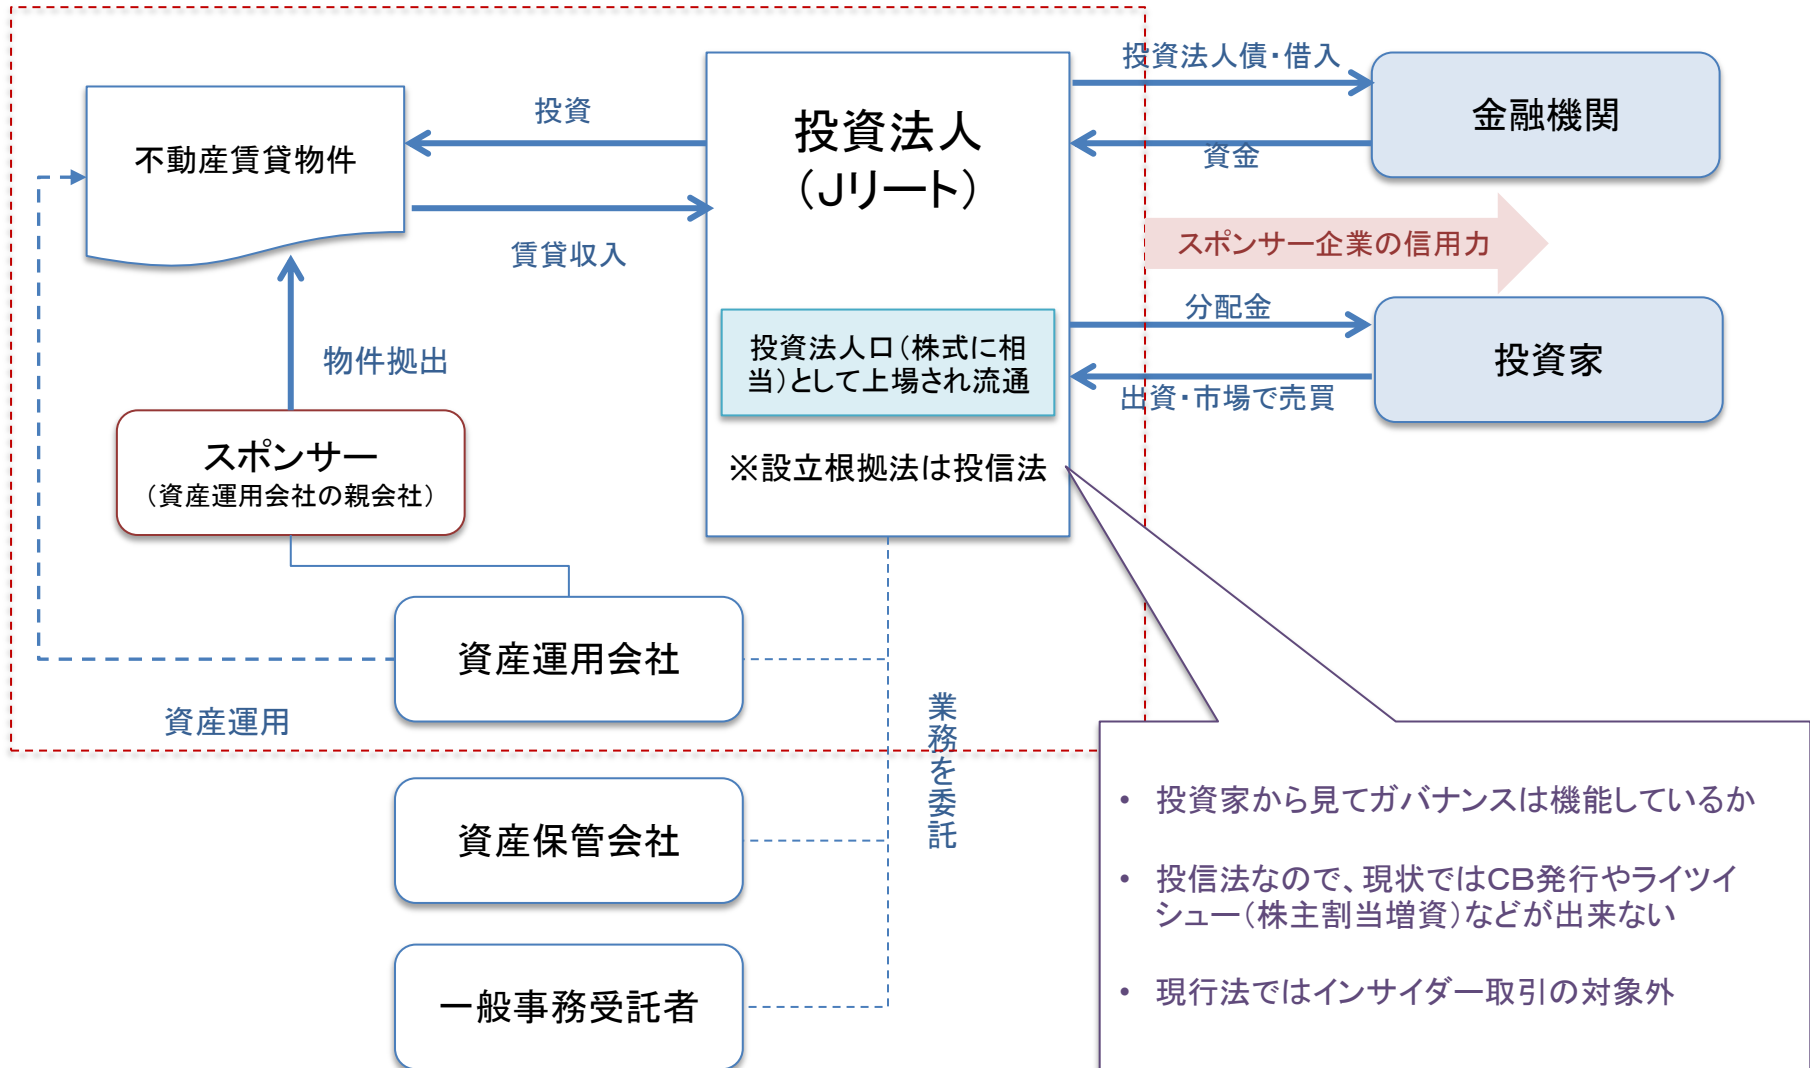 投資法人債・借入
金融機関
投資
投資法人
（Jリート）
不動産賃貸物件
資金
賃貸収入
スポンサー企業の信用力
分配金
投資法人口（株式に相
当）として上場され流通
投資家
物件拠出
出資・市場で売買
スポンサー
（資産運用会社の親会社）
※設立根拠法は投信法
資産運用会社
資産運用
業務を委託
資産保管会社
一般事務受託者
• 投資家から見てガバナンスは機能しているか
• 投信法なので、現状ではCB発行やライツイ
シュー（株主割当増資）などが出来ない
• 現行法ではインサイダー取引の対象外